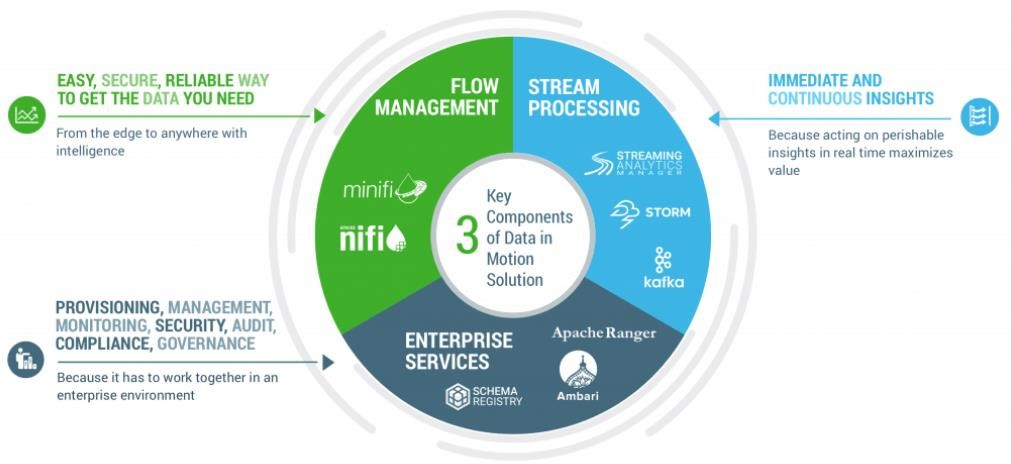 EASY, SECURE, RELIABLE WAY
TO GET THE DATA YOU NEED
From the edge to anywhere with
intelligence
FLOW
MANAGEMENT
minifi
nifi
STREAM
PROCESSING
STREAMING
ANALYTICS
MANAGER
STORM
kafka
IMMEDIATE AND
CONTINUOUS INSIGHTS
Because acting on perishable
insights in real time maximizes
value
3
Key
Components
of Data in
Motion
Solution
PROVISIONING, MANAGEMENT,
MONITORING, SECURITY, AUDIT,
COMPLIANCE, GOVERNANCE
Because it has to work together in an
enterprise environment
ENTERPRISE
SERVICES
SCHEMA
REGISTRY
Apache Ranger
Ambari